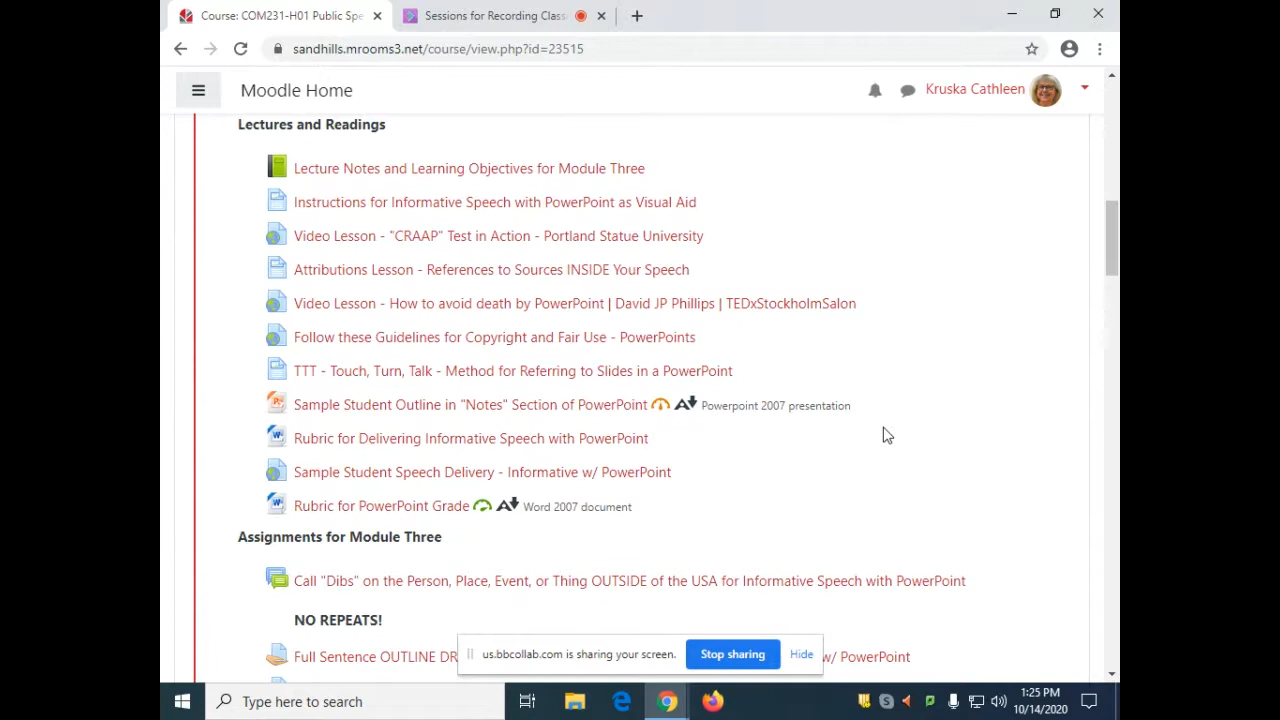 Course: COM231-H01 Public Spe
Sessions for Recording Class
sandhills.mrooms3.net/course/view.php?id=23515
Moodle Home
Kruska Cathleen
Lectures and Readings
Lecture Notes and Learning Objectives for Module Three
Instructions for Informative Speech with PowerPoint as Visual Aid
Video Lesson - "CRAAP" Test in Action - Portland Statue University
Attributions Lesson - References to Sources INSIDE Your Speech
Video Lesson - How to avoid death by PowerPoint | David JP Phillips | TEDxStockholmSalon
Follow these Guidelines for Copyright and Fair Use - PowerPoints
TTT - Touch, Turn, Talk - Method for Referring to Slides in a PowerPoint
Sample Student Outline in "Notes" Section of PowerPoint Powerpoint 2007 presentation
Rubric for Delivering Informative Speech with PowerPoint
Sample Student Speech Delivery - Informative w/ PowerPoint
Rubric for PowerPoint Grade Word 2007 document
Assignments for Module Three
Call "Dibs" on the Person, Place, Event, or Thing OUTSIDE of the USA for Informative Speech with PowerPoint
NO REPEATS!
us.bbcollab.com is sharing your screen. Stop sharing Hide
Full Sentence OUTLINE DR w/ PowerPoint
Type here to search
1:25 PM
10/14/2020